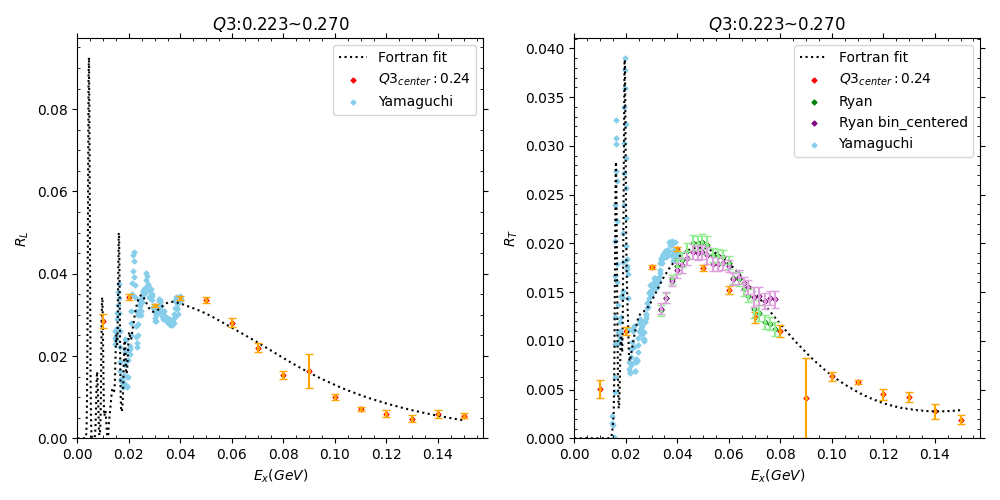 Q3:0.223~0.270
Fortran fit
Q3center:0.24
Yamaguchi
0.08
0.06
0.04
0.02
0.00
RL
0.00 0.02 0.04 0.06 0.08 0.10 0.12 0.14
Ex(GeV)
Q3:0.223~0.270
Fortran fit
Q3center:0.24
Ryan
Ryan bin_centered
Yamaguchi
0.040
0.035
0.030
0.025
0.020
0.015
0.010
0.005
0.000
RT
0.00 0.02 0.04 0.06 0.08 0.10 0.12 0.14
Ex(GeV)